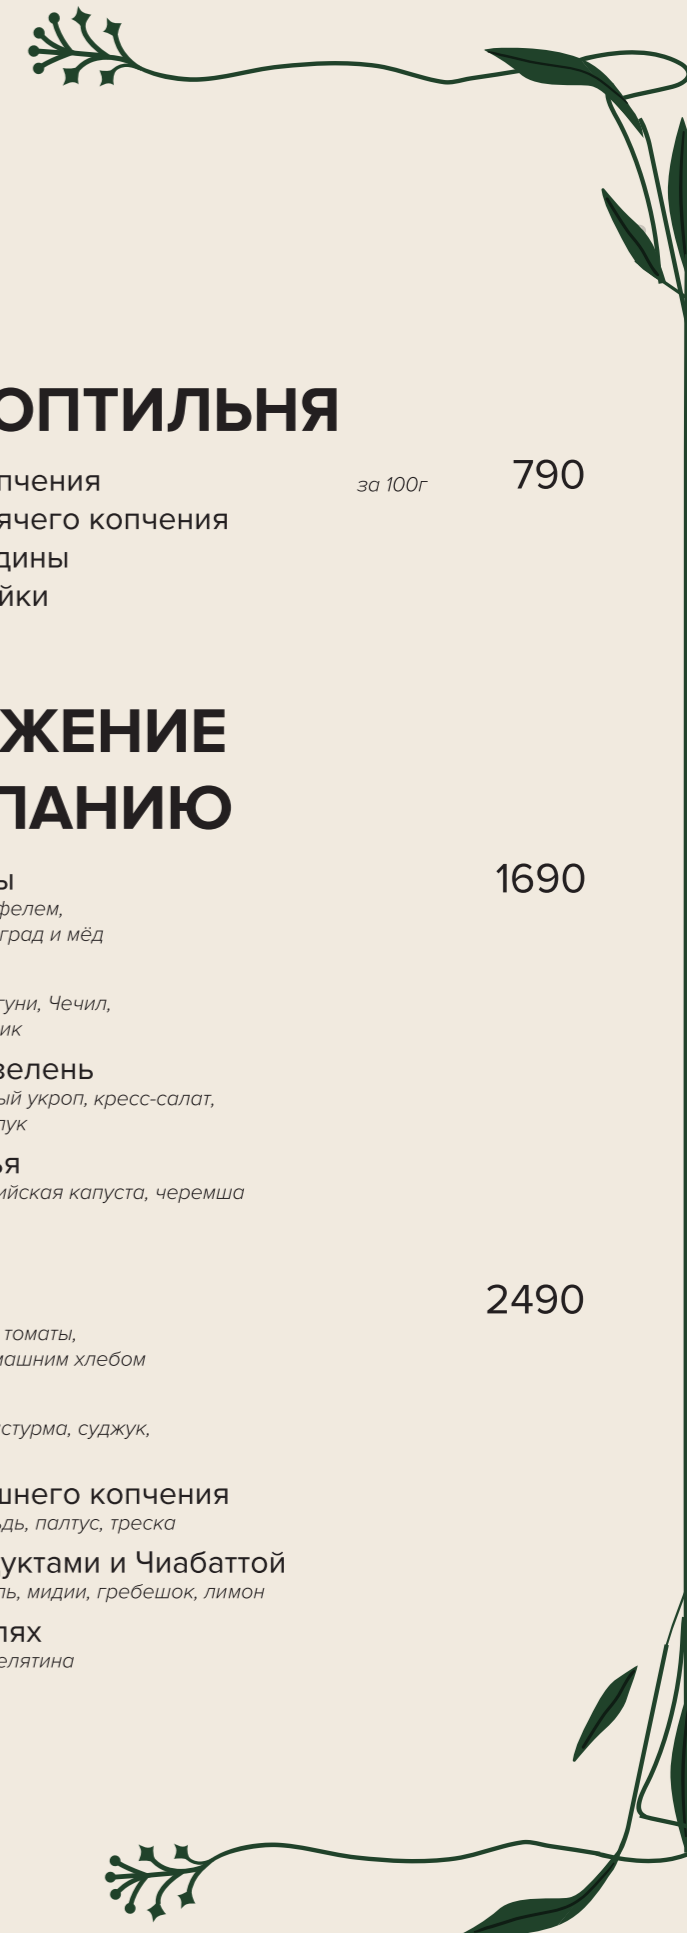 ОПТИЛЬНЯ
пчения за 100г 790
ячего копчения
дины
йки
ЖЕНИЕ
ПАНИЮ
ы 1690
фелем,
град и мёд
гуни, Чечил,
ик
зелень
ый укроп, кресс-салат,
лук
ья
ийская капуста, черемша
2490
томаты,
машним хлебом
стурма, суджук,
шнего копчения
дь, палтус, треска
уктами и Чиабаттой
ль, мидии, гребешок, лимон
лях
елятина